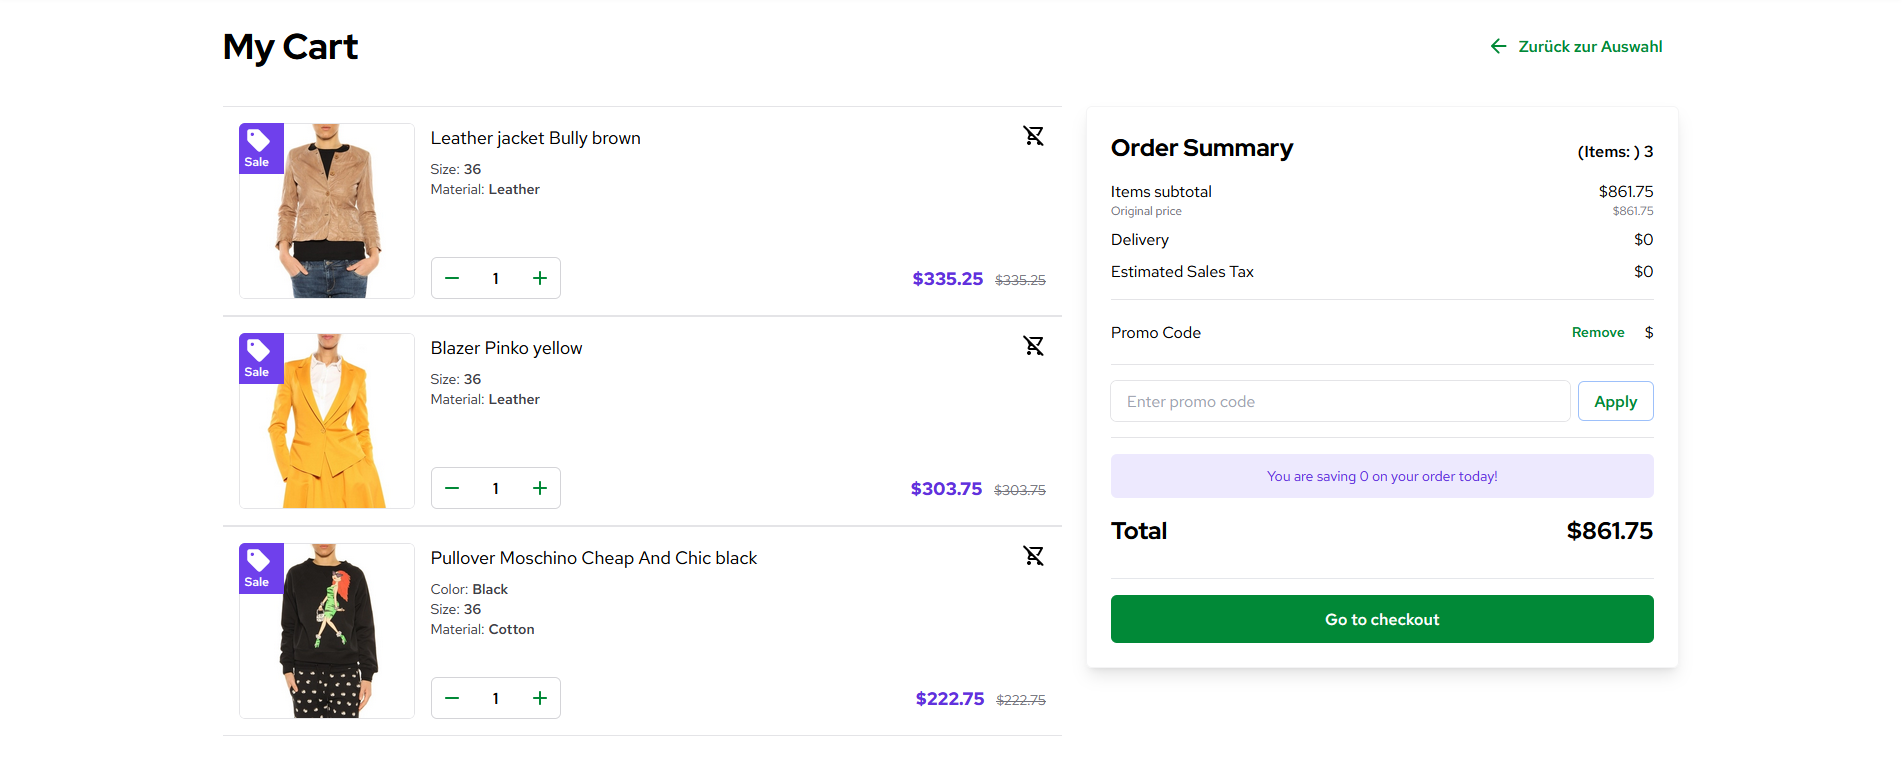 My Cart
Zurück zur Auswahl
Sale
Leather jacket Bully brown
Size: 36
Material: Leather
1
$335.25 $335.25
Sale
Blazer Pinko yellow
Size: 36
Material: Leather
1
$303.75 $303.75
Sale
Pullover Moschino Cheap And Chic black
Color: Black
Size: 36
Material: Cotton
1
$222.75 $222.75
Order Summary (Items: ) 3
Items subtotal $861.75
Original price $861.75
Delivery $0
Estimated Sales Tax $0
Promo Code Remove $
Enter promo code Apply
You are saving 0 on your order today!
Total $861.75
Go to checkout